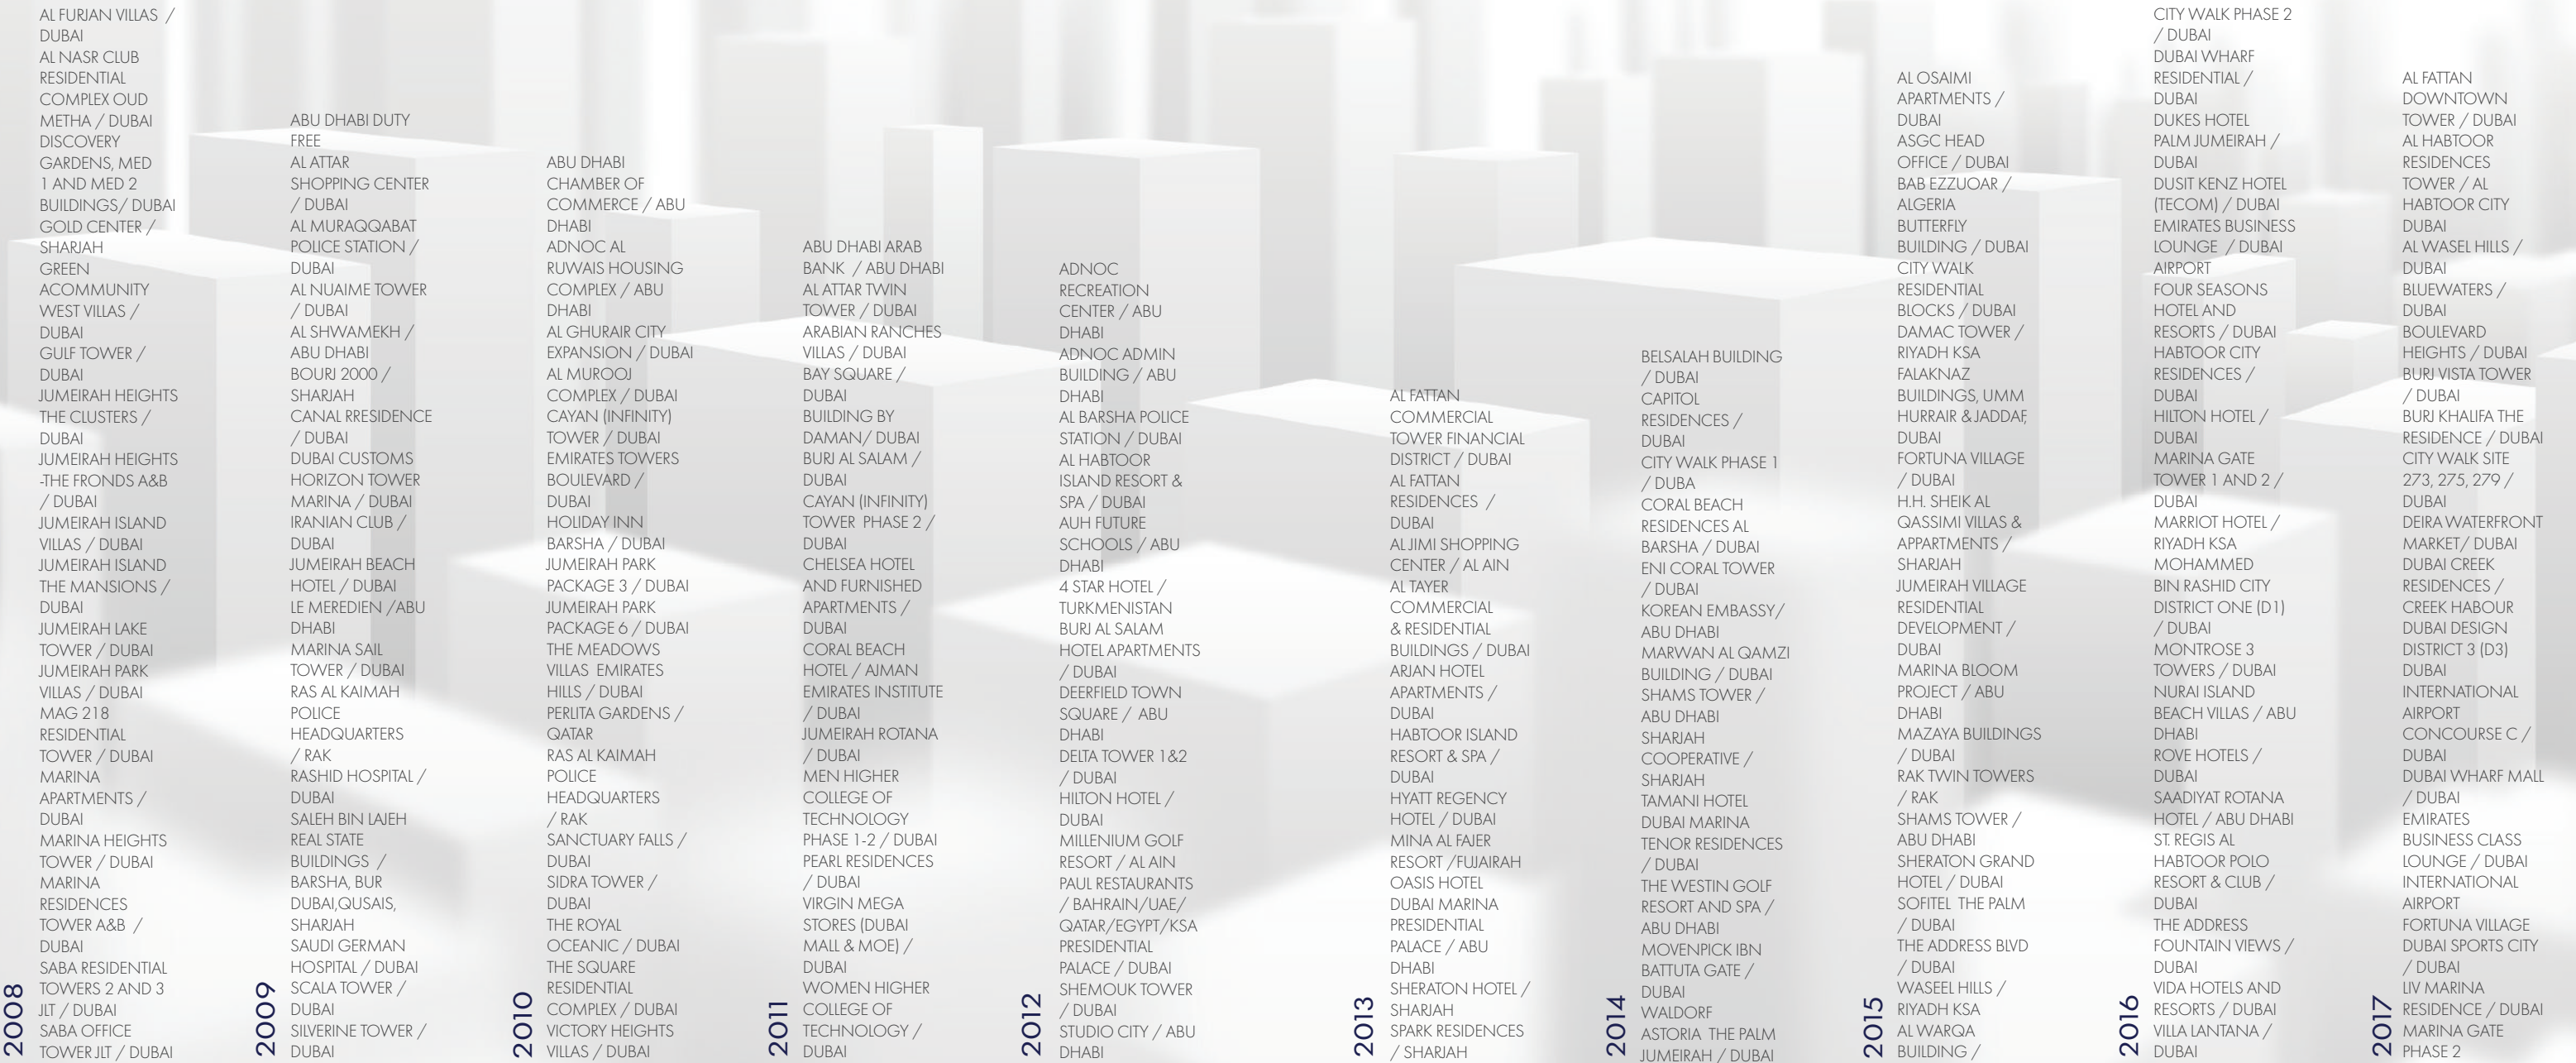 2008
AL FURJAN VILLAS /
DUBAI
AL NASR CLUB
RESIDENTIAL
COMPLEX OUD
METHA / DUBAI
DISCOVERY
GARDENS, MED
1 AND MED 2
BUILDINGS/ DUBAI
GOLD CENTER /
SHARJAH
GREEN
ACOMMUNITY
WEST VILLAS /
DUBAI
GULF TOWER /
DUBAI
JUMEIRAH HEIGHTS
THE CLUSTERS /
DUBAI
JUMEIRAH HEIGHTS
-THE FRONDS A&B
/ DUBAI
JUMEIRAH ISLAND
VILLAS / DUBAI
JUMEIRAH ISLAND
THE MANSIONS /
DUBAI
JUMEIRAH LAKE
TOWER / DUBAI
JUMEIRAH PARK
VILLAS / DUBAI
MAG 218
RESIDENTIAL
TOWER / DUBAI
MARINA
APARTMENTS /
DUBAI
MARINA HEIGHTS
TOWER / DUBAI
MARINA
RESIDENCES
TOWER A&B /
DUBAI
SABA RESIDENTIAL
TOWERS 2 AND 3
JLT / DUBAI
SABA OFFICE
TOWER JLT / DUBAI
2009
ABU DHABI DUTY
FREE
AL ATTAR
SHOPPING CENTER
/ DUBAI
AL MURAQQABAT
POLICE STATION /
DUBAI
AL NUAIME TOWER
/ DUBAI
AL SHWAMEKH /
ABU DHABI
BOURJ 2000 /
SHARJAH
CANAL RRESIDENCE
/ DUBAI
DUBAI CUSTOMS
HORIZON TOWER
MARINA / DUBAI
IRANIAN CLUB /
DUBAI
JUMEIRAH BEACH
HOTEL / DUBAI
LE MEREDIEN /ABU
DHABI
MARINA SAIL
TOWER / DUBAI
RAS AL KAIMAH
POLICE
HEADQUARTERS
/ RAK
RASHID HOSPITAL /
DUBAI
SALEH BIN LAJEH
REAL STATE
BUILDINGS /
BARSHA, BUR
DUBAI,QUSAIS,
SHARJAH
SAUDI GERMAN
HOSPITAL / DUBAI
SCALA TOWER /
DUBAI
SILVERINE TOWER /
DUBAI
2010
ABU DHABI
CHAMBER OF
COMMERCE / ABU
DHABI
ADNOC AL
RUWAIS HOUSING
COMPLEX / ABU
DHABI
AL GHURAIR CITY
EXPANSION / DUBAI
AL MUROOJ
COMPLEX / DUBAI
CAYAN (INFINITY)
TOWER / DUBAI
EMIRATES TOWERS
BOULEVARD /
DUBAI
HOLIDAY INN
BARSHA / DUBAI
JUMEIRAH PARK
PACKAGE 3 / DUBAI
JUMEIRAH PARK
PACKAGE 6 / DUBAI
THE MEADOWS
VILLAS EMIRATES
HILLS / DUBAI
PERLITA GARDENS /
QATAR
RAS AL KAIMAH
POLICE
HEADQUARTERS
/ RAK
SANCTUARY FALLS /
DUBAI
SIDRA TOWER /
DUBAI
THE ROYAL
OCEANIC / DUBAI
THE SQUARE
RESIDENTIAL
COMPLEX / DUBAI
VICTORY HEIGHTS
VILLAS / DUBAI
2011
ABU DHABI ARAB
BANK / ABU DHABI
AL ATTAR TWIN
TOWER / DUBAI
ARABIAN RANCHES
VILLAS / DUBAI
BAY SQUARE /
DUBAI
BUILDING BY
DAMAN/ DUBAI
BURJ AL SALAM /
DUBAI
CAYAN (INFINITY)
TOWER PHASE 2 /
DUBAI
CHELSEA HOTEL
AND FURNISHED
APARTMENTS /
DUBAI
CORAL BEACH
HOTEL / AJMAN
EMIRATES INSTITUTE
/ DUBAI
JUMEIRAH ROTANA
/ DUBAI
MEN HIGHER
COLLEGE OF
TECHNOLOGY
PHASE 1-2 / DUBAI
PEARL RESIDENCES
/ DUBAI
VIRGIN MEGA
STORES (DUBAI
MALL & MOE) /
DUBAI
WOMEN HIGHER
COLLEGE OF
TECHNOLOGY /
DUBAI
2012
ADNOC
RECREATION
CENTER / ABU
DHABI
ADNOC ADMIN
BUILDING / ABU
DHABI
AL BARSHA POLICE
STATION / DUBAI
AL HABTOOR
ISLAND RESORT &
SPA / DUBAI
AUH FUTURE
SCHOOLS / ABU
DHABI
4 STAR HOTEL /
TURKMENISTAN
BURJ AL SALAM
HOTEL APARTMENTS
/ DUBAI
DEERFIELD TOWN
SQUARE / ABU
DHABI
DELTA TOWER 1&2
/ DUBAI
HILTON HOTEL /
DUBAI
MILLENIUM GOLF
RESORT / AL AIN
PAUL RESTAURANTS
/ BAHRAIN/UAE/
QATAR/EGYPT/KSA
PRESIDENTIAL
PALACE / DUBAI
SHEMOUK TOWER
/ DUBAI
STUDIO CITY / ABU
DHABI
2013
AL FATTAN
COMMERCIAL
TOWER FINANCIAL
DISTRICT / DUBAI
AL FATTAN
RESIDENCES /
DUBAI
AL JIMI SHOPPING
CENTER / AL AIN
AL TAYER
COMMERCIAL
& RESIDENTIAL
BUILDINGS / DUBAI
ARJAN HOTEL
APARTMENTS /
DUBAI
HABTOOR ISLAND
RESORT & SPA /
DUBAI
HYATT REGENCY
HOTEL / DUBAI
MINA AL FAJER
RESORT /FUJAIRAH
OASIS HOTEL
DUBAI MARINA
PRESIDENTIAL
PALACE / ABU
DHABI
SHERATON HOTEL /
SHARJAH
SPARK RESIDENCES
/ SHARJAH
2014
BELSALAH BUILDING
/ DUBAI
CAPITOL
RESIDENCES /
DUBAI
CITY WALK PHASE 1
/ DUBA
CORAL BEACH
RESIDENCES AL
BARSHA / DUBAI
ENI CORAL TOWER
/ DUBAI
KOREAN EMBASSY/
ABU DHABI
MARWAN AL QAMZI
BUILDING / DUBAI
SHAMS TOWER /
ABU DHABI
SHARJAH
COOPERATIVE /
SHARJAH
TAMANI HOTEL
DUBAI MARINA
TENOR RESIDENCES
/ DUBAI
THE WESTIN GOLF
RESORT AND SPA /
ABU DHABI
MOVENPICK IBN
BATTUTA GATE /
DUBAI
WALDORF
ASTORIA THE PALM
JUMEIRAH / DUBAI
2015
AL OSAIMI
APARTMENTS /
DUBAI
ASGC HEAD
OFFICE / DUBAI
BAB EZZUOAR /
ALGERIA
BUTTERFLY
BUILDING / DUBAI
CITY WALK
RESIDENTIAL
BLOCKS / DUBAI
DAMAC TOWER /
RIYADH KSA
FALAKNAZ
BUILDINGS, UMM
HURRAIR &JADDAF,
DUBAI
FORTUNA VILLAGE
/ DUBAI
H.H. SHEIK AL
QASSIMI VILLAS &
APPARTMENTS /
SHARJAH
JUMEIRAH VILLAGE
RESIDENTIAL
DEVELOPMENT /
DUBAI
MARINA BLOOM
PROJECT / ABU
DHABI
MAZAYA BUILDINGS
/ DUBAI
RAK TWIN TOWERS
/ RAK
SHAMS TOWER /
ABU DHABI
SHERATON GRAND
HOTEL / DUBAI
SOFITEL THE PALM
/ DUBAI
THE ADDRESS BLVD
/ DUBAI
WASEEL HILLS /
RIYADH KSA
AL WARQA
BUILDING /
2016
CITY WALK PHASE 2
/ DUBAI
DUBAI WHARF
RESIDENTIAL /
DUBAI
DUKES HOTEL
PALM JUMEIRAH /
DUBAI
DUSIT KENZ HOTEL
(TECOM) / DUBAI
EMIRATES BUSINESS
LOUNGE / DUBAI
AIRPORT
FOUR SEASONS
HOTEL AND
RESORTS / DUBAI
HABTOOR CITY
RESIDENCES /
DUBAI
HILTON HOTEL /
DUBAI
MARINA GATE
TOWER 1 AND 2 /
DUBAI
MARRIOT HOTEL /
RIYADH KSA
MOHAMMED
BIN RASHID CITY
DISTRICT ONE (D1)
/ DUBAI
MONTROSE 3
TOWERS / DUBAI
NURAI ISLAND
BEACH VILLAS / ABU
DHABI
ROVE HOTELS /
DUBAI
SAADIYAT ROTANA
HOTEL / ABU DHABI
ST. REGIS AL
HABTOOR POLO
RESORT & CLUB /
DUBAI
THE ADDRESS
FOUNTAIN VIEWS /
DUBAI
VIDA HOTELS AND
RESORTS / DUBAI
VILLA LANTANA /
DUBAI
2017
AL FATTAN
DOWNTOWN
TOWER / DUBAI
AL HABTOOR
RESIDENCES
TOWER / AL
HABTOOR CITY
DUBAI
AL WASEL HILLS /
DUBAI
BLUEWATERS /
DUBAI
BOULEVARD
HEIGHTS / DUBAI
BURJ VISTA TOWER
/ DUBAI
BURJ KHALIFA THE
RESIDENCE / DUBAI
CITY WALK SITE
273, 275, 279 /
DUBAI
DEIRA WATERFRONT
MARKET/ DUBAI
DUBAI CREEK
RESIDENCES /
CREEK HABOUR
DUBAI DESIGN
DISTRICT 3 (D3)
DUBAI
INTERNATIONAL
AIRPORT
CONCOURSE C /
DUBAI
DUBAI WHARF MALL
/ DUBAI
EMIRATES
BUSINESS CLASS
LOUNGE / DUBAI
INTERNATIONAL
AIRPORT
FORTUNA VILLAGE
DUBAI SPORTS CITY
/ DUBAI
LIV MARINA
RESIDENCE / DUBAI
MARINA GATE
PHASE 2